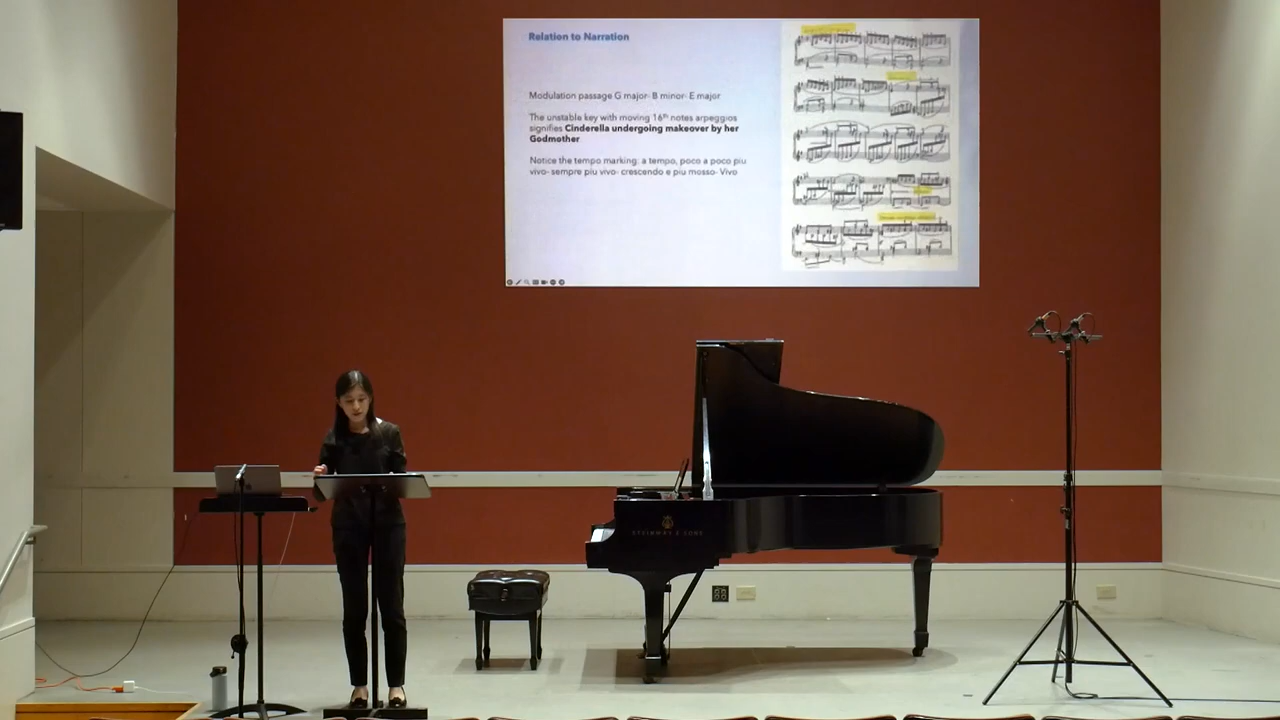 Relation to Narration
Modulation passage G major- B minor- E major
The unstable key with moving 16th notes arpeggios
signifies Cinderella undergoing makeover by her
Godmother
Notice the tempo marking: a tempo, poco a poco piu
vivo- sempre piu vivo- crescendo e piu mosso- Vivo
STEINWAY & SONS